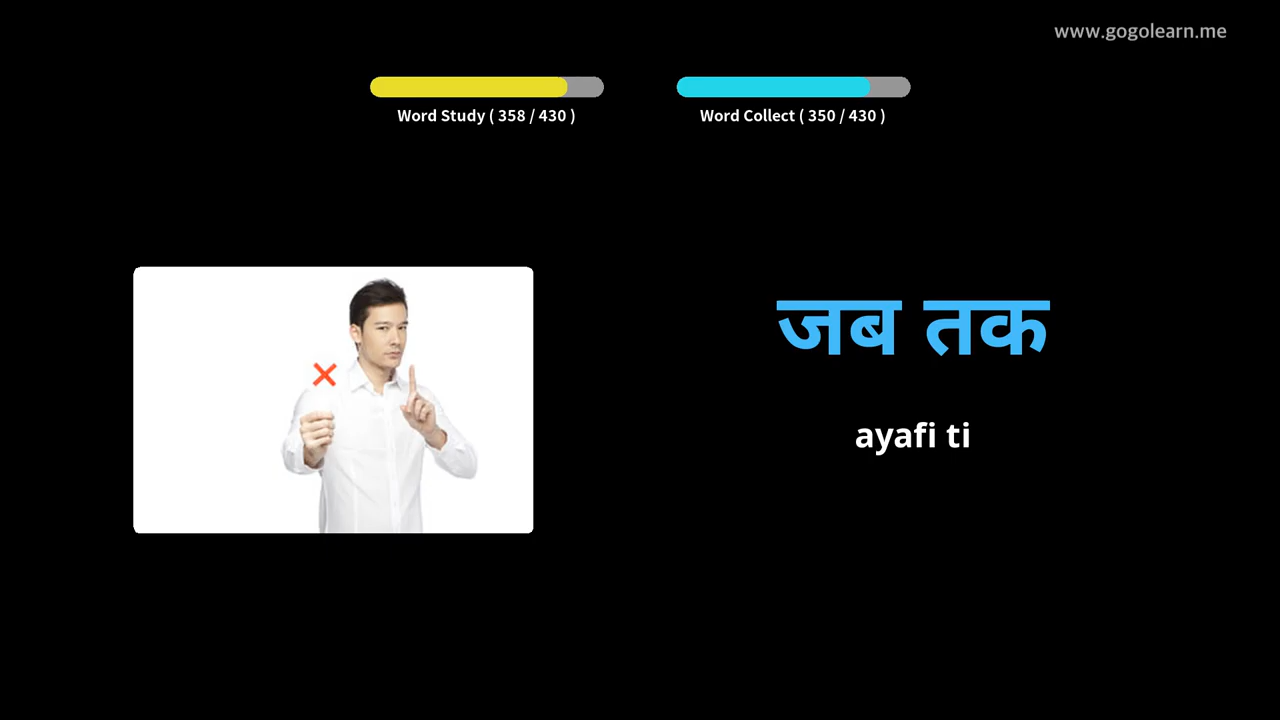 www.gogolearn.me
Word Study ( 358 / 430 )
Word Collect ( 350 / 430 )
जब तक
ayafi ti